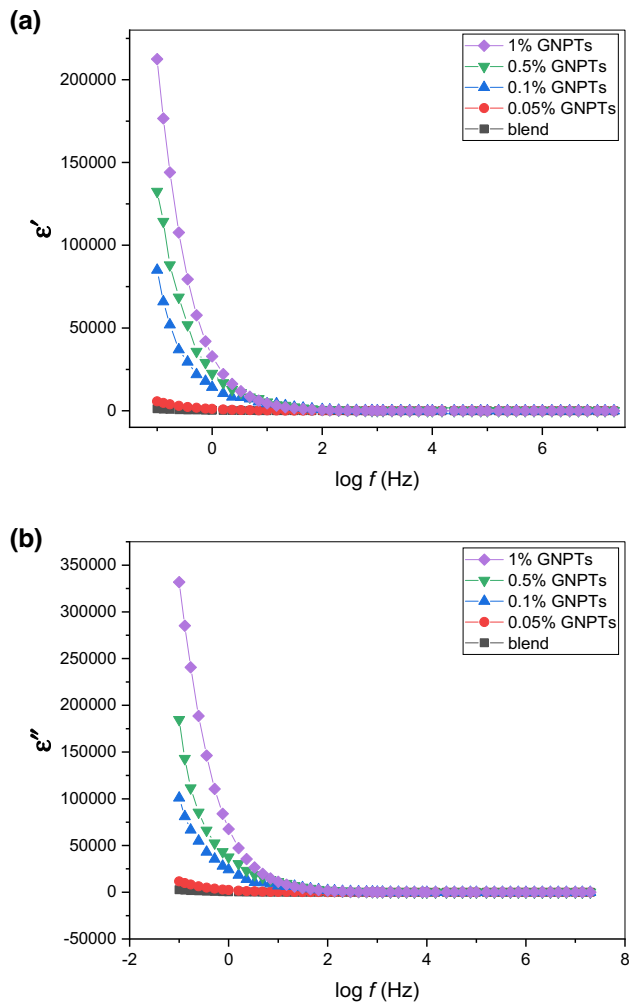 (a)
1% GNPTs
0.5% GNPTs
0.1% GNPTs
0.05% GNPTs
blend
200000
150000
100000
50000
0
ε′
0 2 4 6
log f (Hz)
(b)
1% GNPTs
0.5% GNPTs
0.1% GNPTs
0.05% GNPTs
blend
350000
300000
250000
200000
150000
100000
50000
0
-50000
ε″
-2 0 2 4 6 8
log f (Hz)